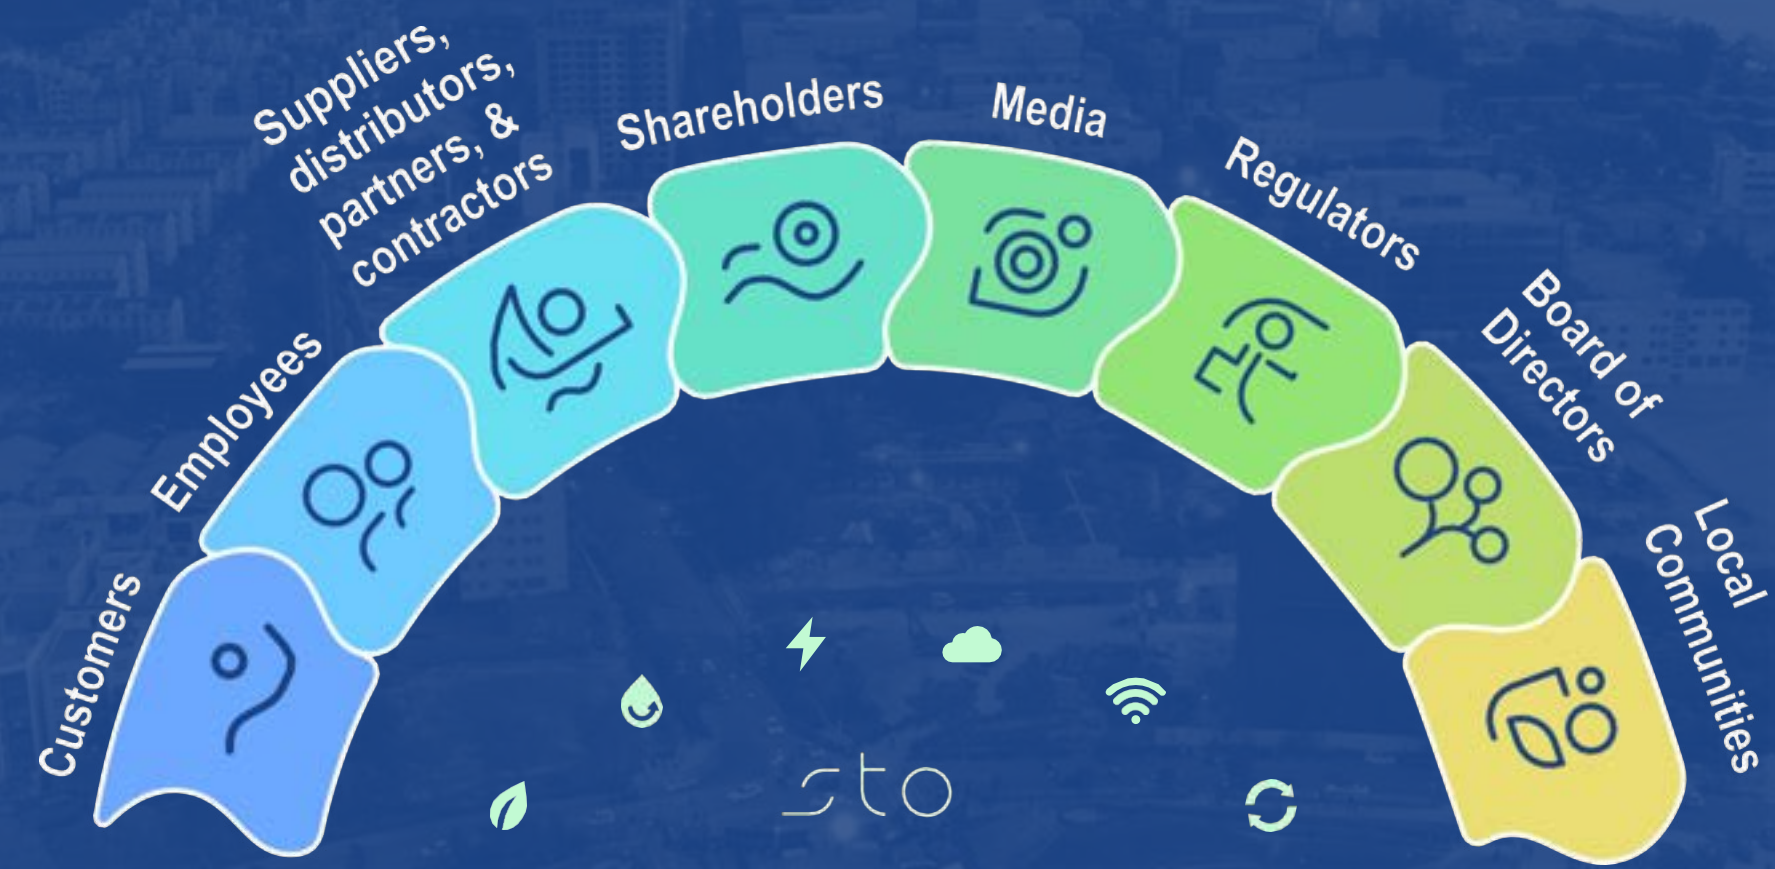 Customers
Employees
Suppliers,
distributors,
partners, &
contractors
Shareholders
Media
Regulators
Board of
Directors
Local
Communities
sto